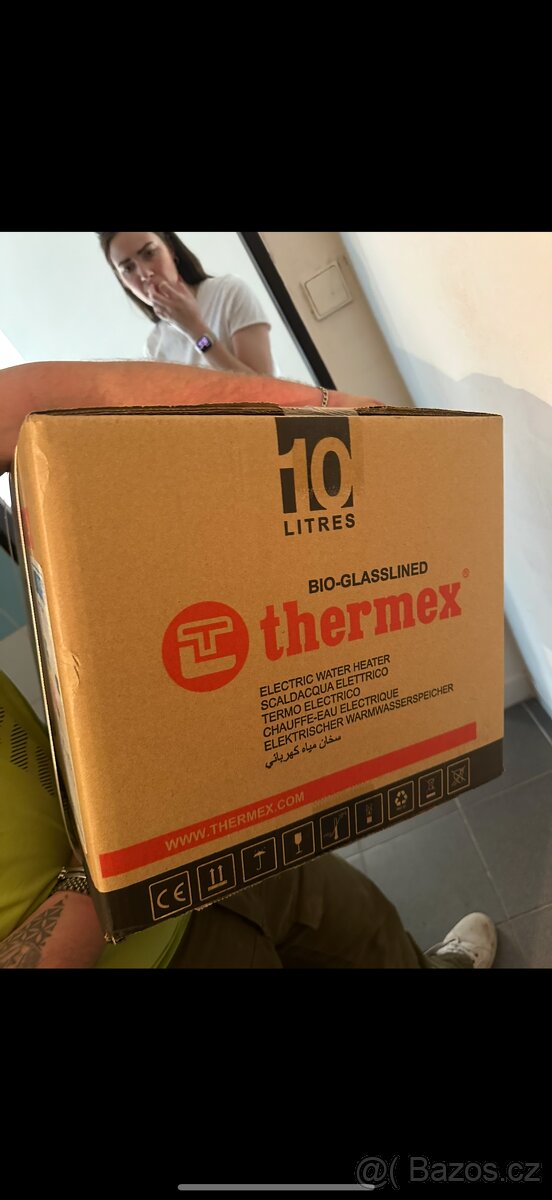 10
LITRES
BIO-GLASSLINED
thermex®
ELECTRIC WATER HEATER
SCALDACQUA ELETTRICO
TERMO ELECTRICO
CHAUFFE-EAU ELECTRIQUE
ELEKTRISCHER WARMWASSERSPEICHER
سخان مياه كهربائي
WWW.THERMEX.COM
CE
@( Bazos.cz